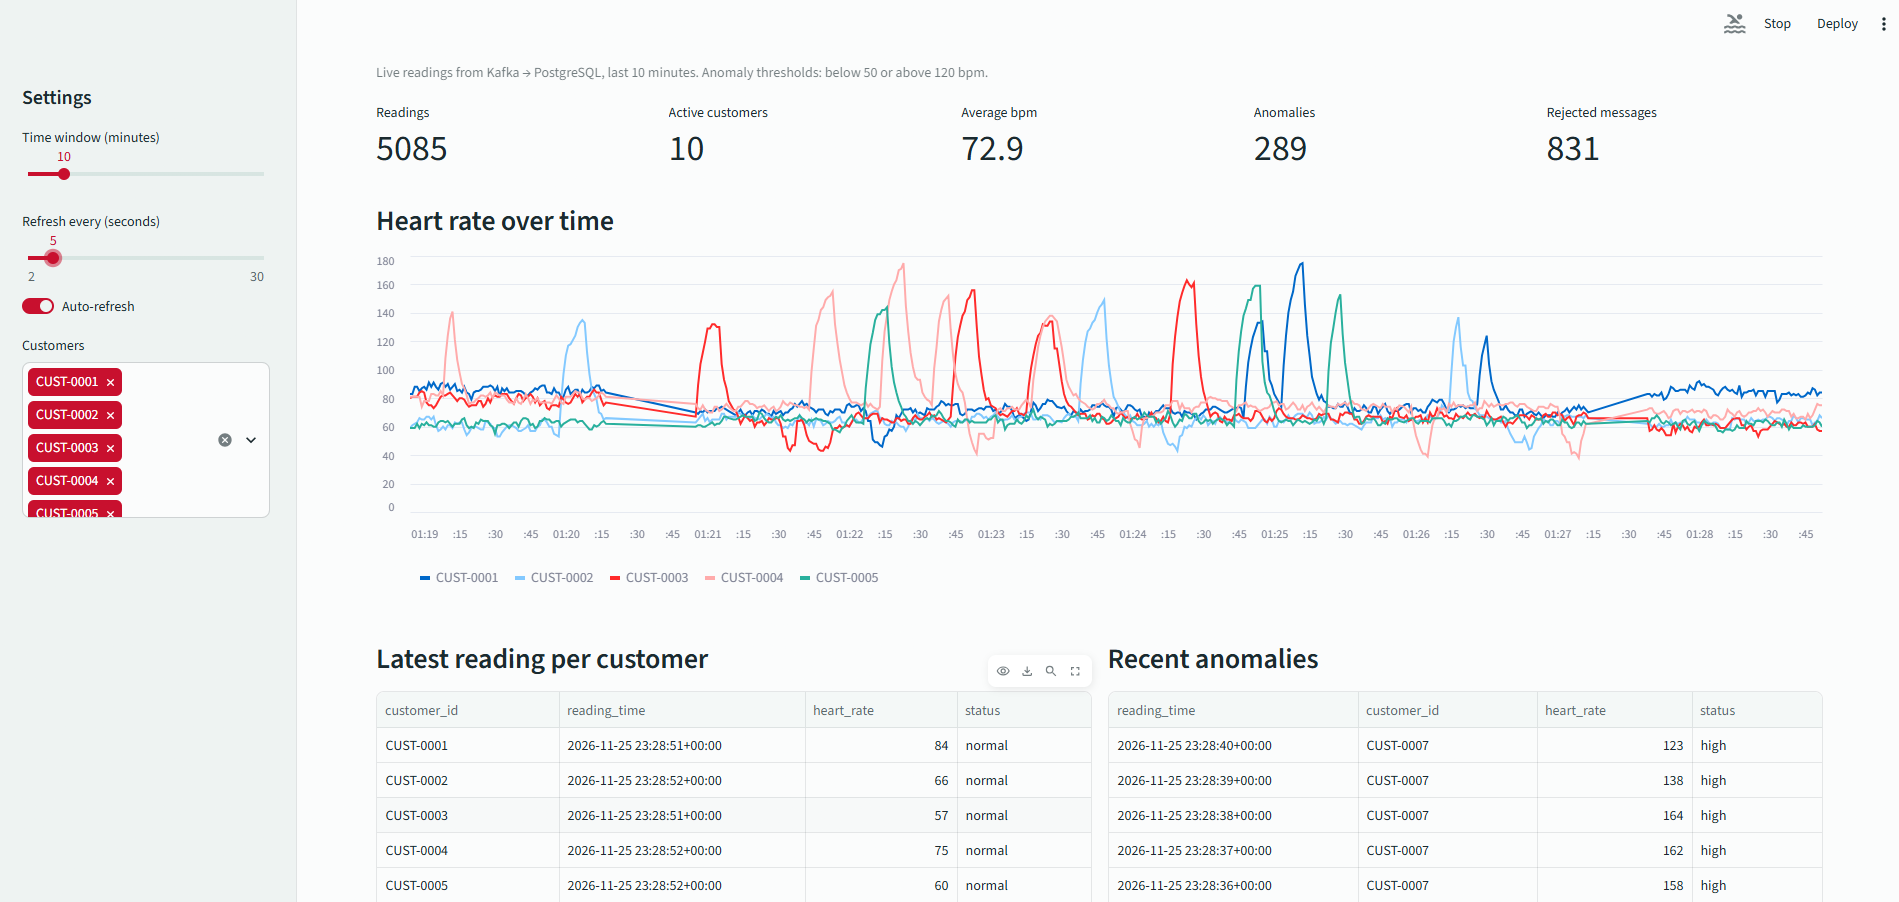 Stop Deploy
Settings
Time window (minutes)
10
Refresh every (seconds)
5
2 30
Auto-refresh
Customers
CUST-0001 ×
CUST-0002 ×
CUST-0003 ×
CUST-0004 ×
CUST-0005 ×
Live readings from Kafka → PostgreSQL, last 10 minutes. Anomaly thresholds: below 50 or above 120 bpm.
Readings Active customers Average bpm Anomalies Rejected messages
5085 10 72.9 289 831
Heart rate over time
180
160
140
120
100
80
60
40
20
0
01:19 :15 :30 :45 01:20 :15 :30 :45 01:21 :15 :30 :45 01:22 :15 :30 :45 01:23 :15 :30 :45 01:24 :15 :30 :45 01:25 :15 :30 :45 01:26 :15 :30 :45 01:27 :15 :30 :45 01:28 :15 :30 :45
CUST-0001 CUST-0002 CUST-0003 CUST-0004 CUST-0005
Latest reading per customer
customer_id reading_time heart_rate status
CUST-0001 2026-11-25 23:28:51+00:00 84 normal
CUST-0002 2026-11-25 23:28:52+00:00 66 normal
CUST-0003 2026-11-25 23:28:51+00:00 57 normal
CUST-0004 2026-11-25 23:28:52+00:00 75 normal
CUST-0005 2026-11-25 23:28:52+00:00 60 normal
Recent anomalies
reading_time customer_id heart_rate status
2026-11-25 23:28:40+00:00 CUST-0007 123 high
2026-11-25 23:28:39+00:00 CUST-0007 138 high
2026-11-25 23:28:38+00:00 CUST-0007 164 high
2026-11-25 23:28:37+00:00 CUST-0007 162 high
2026-11-25 23:28:36+00:00 CUST-0007 158 high